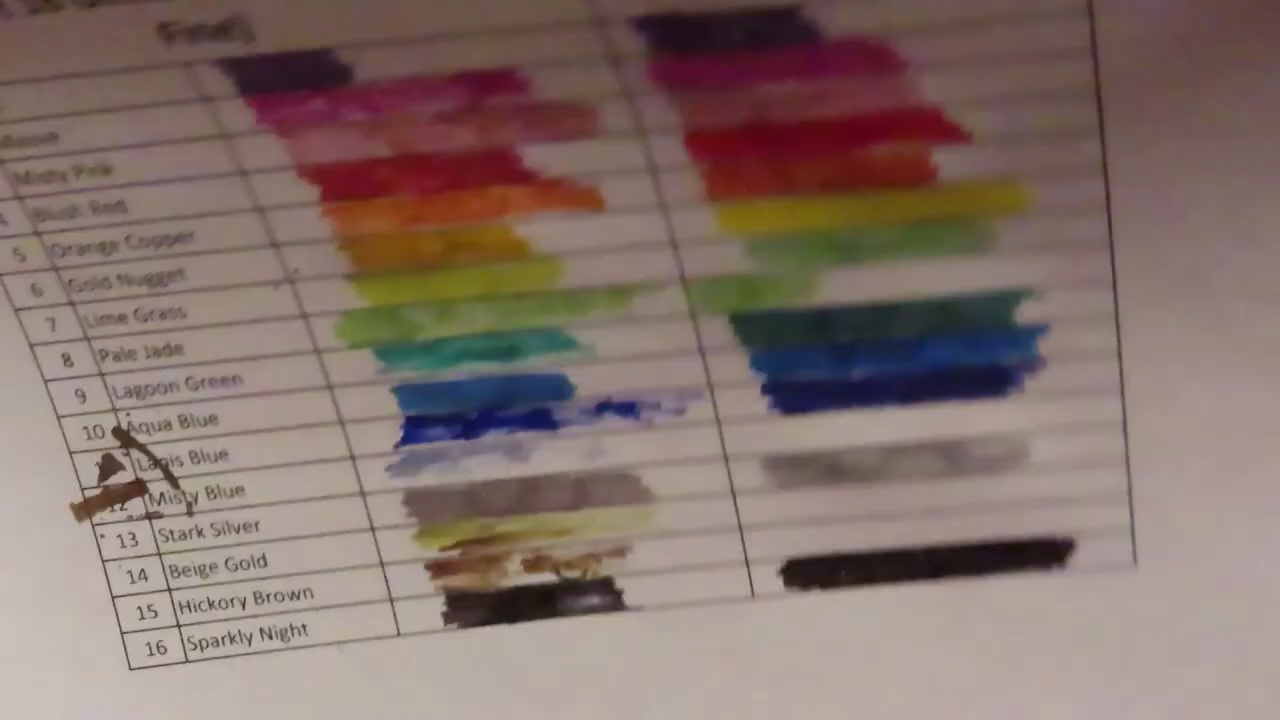 Misty Pink
4 Blush Red
5 Orange Copper
6 Gold Nugget
7 Lime Grass
8 Pale Jade
9 Lagoon Green
10 Aqua Blue
Lapis Blue
12 Misty Blue
13 Stark Silver
14 Beige Gold
15 Hickory Brown
16 Sparkly Night